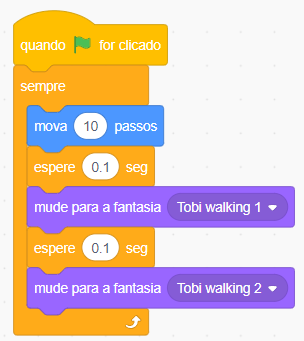 quando for clicado
sempre
mova 10 passos
espere 0.1 seg
mude para a fantasia Tobi walking 1
espere 0.1 seg
mude para a fantasia Tobi walking 2